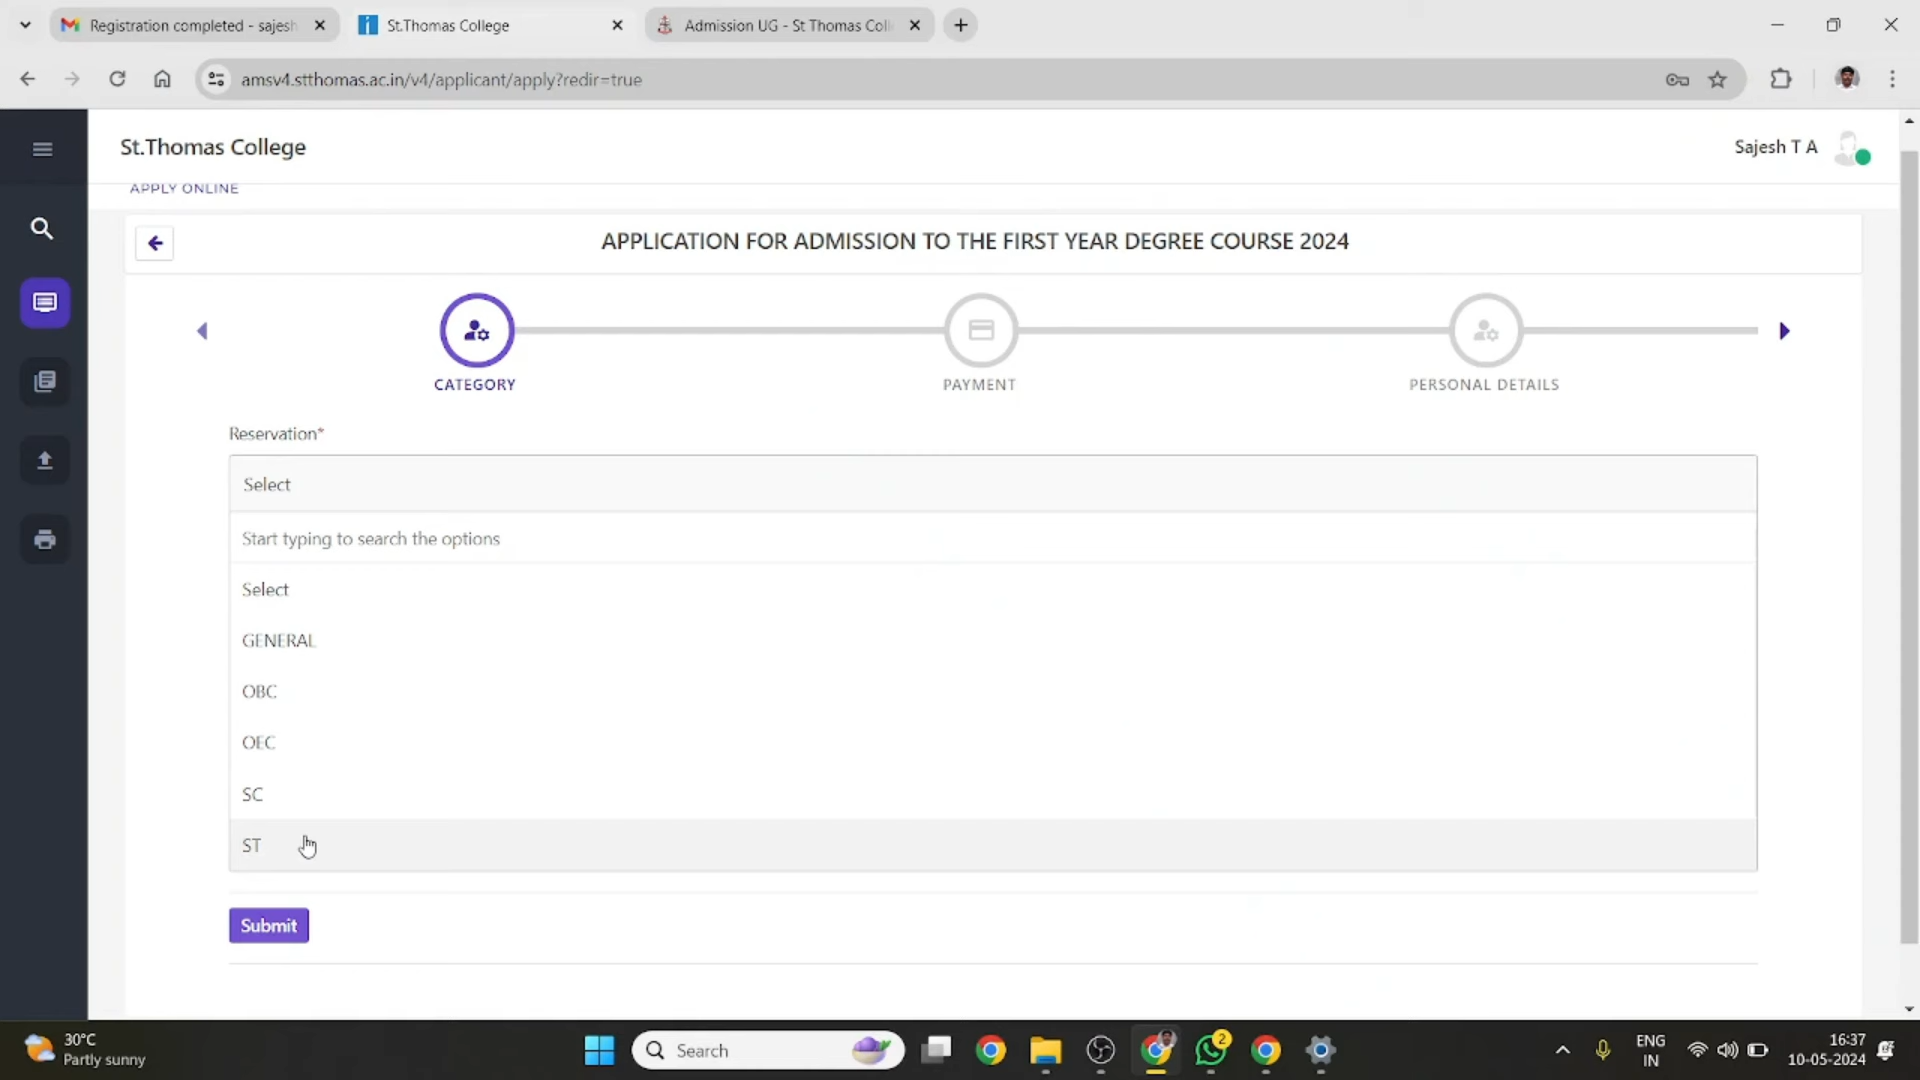 Registration completed - sajesh
St.Thomas College
Admission UG - St Thomas Coll
amsv4.stthomas.ac.in/v4/applicant/apply?redir=true
St.Thomas College
Sajesh T A
APPLY ONLINE
APPLICATION FOR ADMISSION TO THE FIRST YEAR DEGREE COURSE 2024
CATEGORY
PAYMENT
PERSONAL DETAILS
Reservation*
Select
Start typing to search the options
Select
GENERAL
OBC
OEC
SC
ST
Submit
30°C
Partly sunny
Search
2
ENG
IN
16:37
10-05-2024